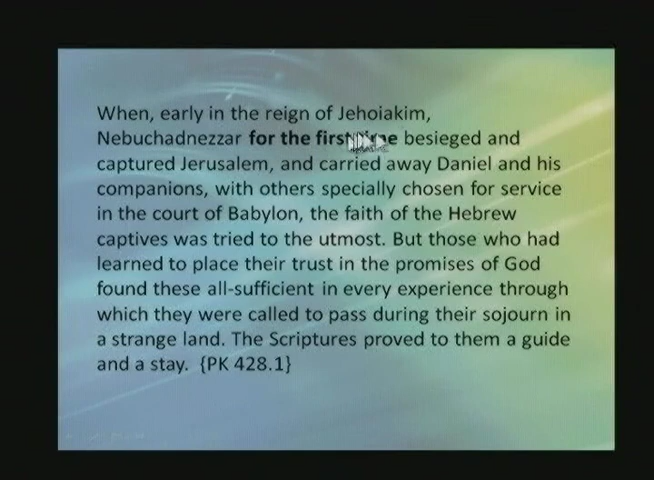 When, early in the reign of Jehoiakim,
Nebuchadnezzar for the first time besieged and
captured Jerusalem, and carried away Daniel and his
companions, with others specially chosen for service
in the court of Babylon, the faith of the Hebrew
captives was tried to the utmost. But those who had
learned to place their trust in the promises of God
found these all-sufficient in every experience through
which they were called to pass during their sojourn in
a strange land. The Scriptures proved to them a guide
and a stay. {PK 428.1}